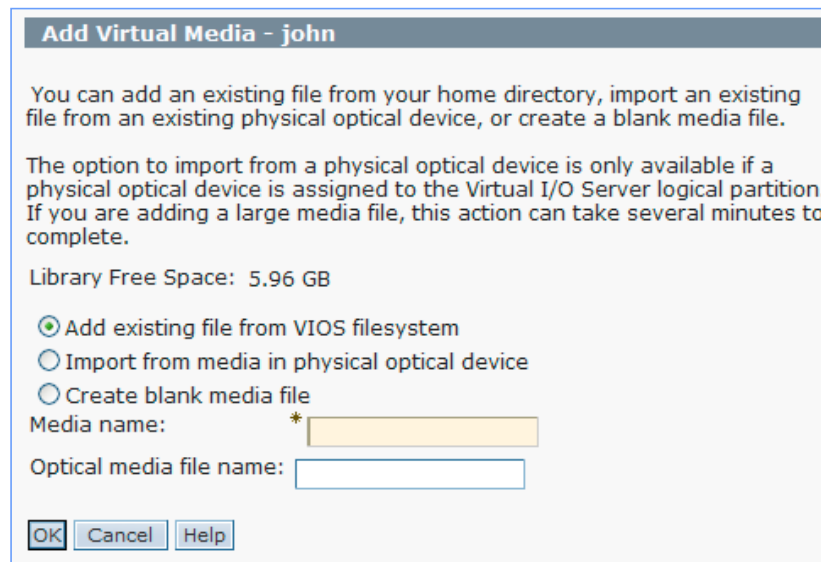 Add Virtual Media - john
You can add an existing file from your home directory, import an existing
file from an existing physical optical device, or create a blank media file.
The option to import from a physical optical device is only available if a
physical optical device is assigned to the Virtual I/O Server logical partition
If you are adding a large media file, this action can take several minutes to
complete.
Library Free Space: 5.96 GB
Add existing file from VIOS filesystem
Import from media in physical optical device
Create blank media file
Media name: *
Optical media file name:
OK Cancel Help